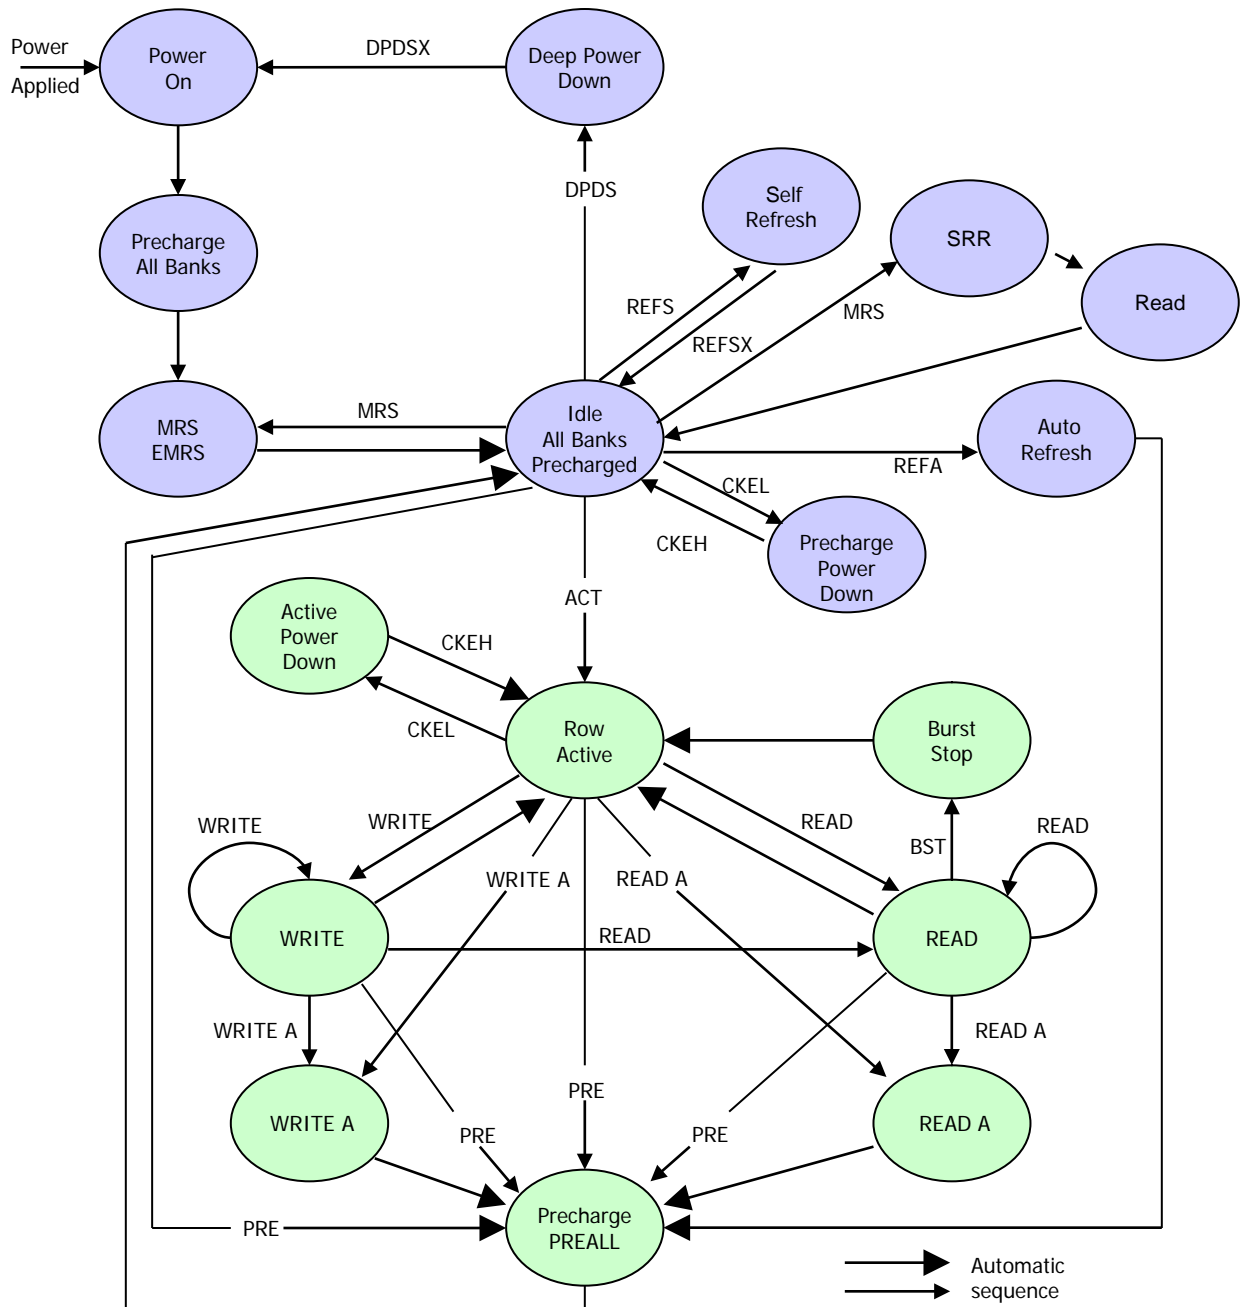 Power
Applied
Power
On
DPDSX
Deep Power
Down
DPDS
Self
Refresh
SRR
Read
Precharge
All Banks
REFS
REFSX
MRS
MRS
EMRS
MRS
Idle
All Banks
Precharged
Auto
Refresh
REFA
CKEL
CKEH
Precharge
Power
Down
ACT
Active
Power
Down
CKEH
CKEL
Row
Active
Burst
Stop
WRITE
WRITE
READ
BST
READ
WRITE A
READ A
WRITE
READ
READ
WRITE A
READ A
WRITE A
PRE
PRE
PRE
READ A
PRE
Precharge
PREALL
Automatic
sequence